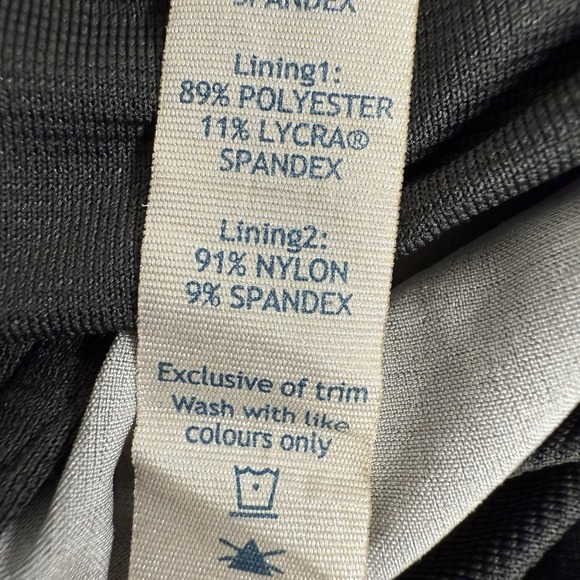 SPANDEX
Lining1:
89% POLYESTER
11% LYCRA®
SPANDEX
Lining2:
91% NYLON
9% SPANDEX
Exclusive of trim
Wash with like
colours only